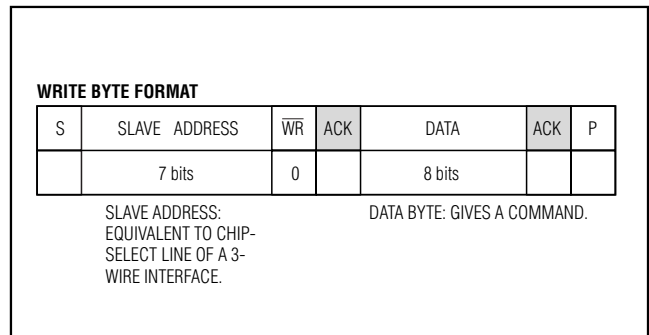 WRITE BYTE FORMAT
S SLAVE ADDRESS W̅R̅ ACK DATA ACK P
7 bits 0 8 bits
SLAVE ADDRESS: DATA BYTE: GIVES A COMMAND.
EQUIVALENT TO CHIP-
SELECT LINE OF A 3-
WIRE INTERFACE.